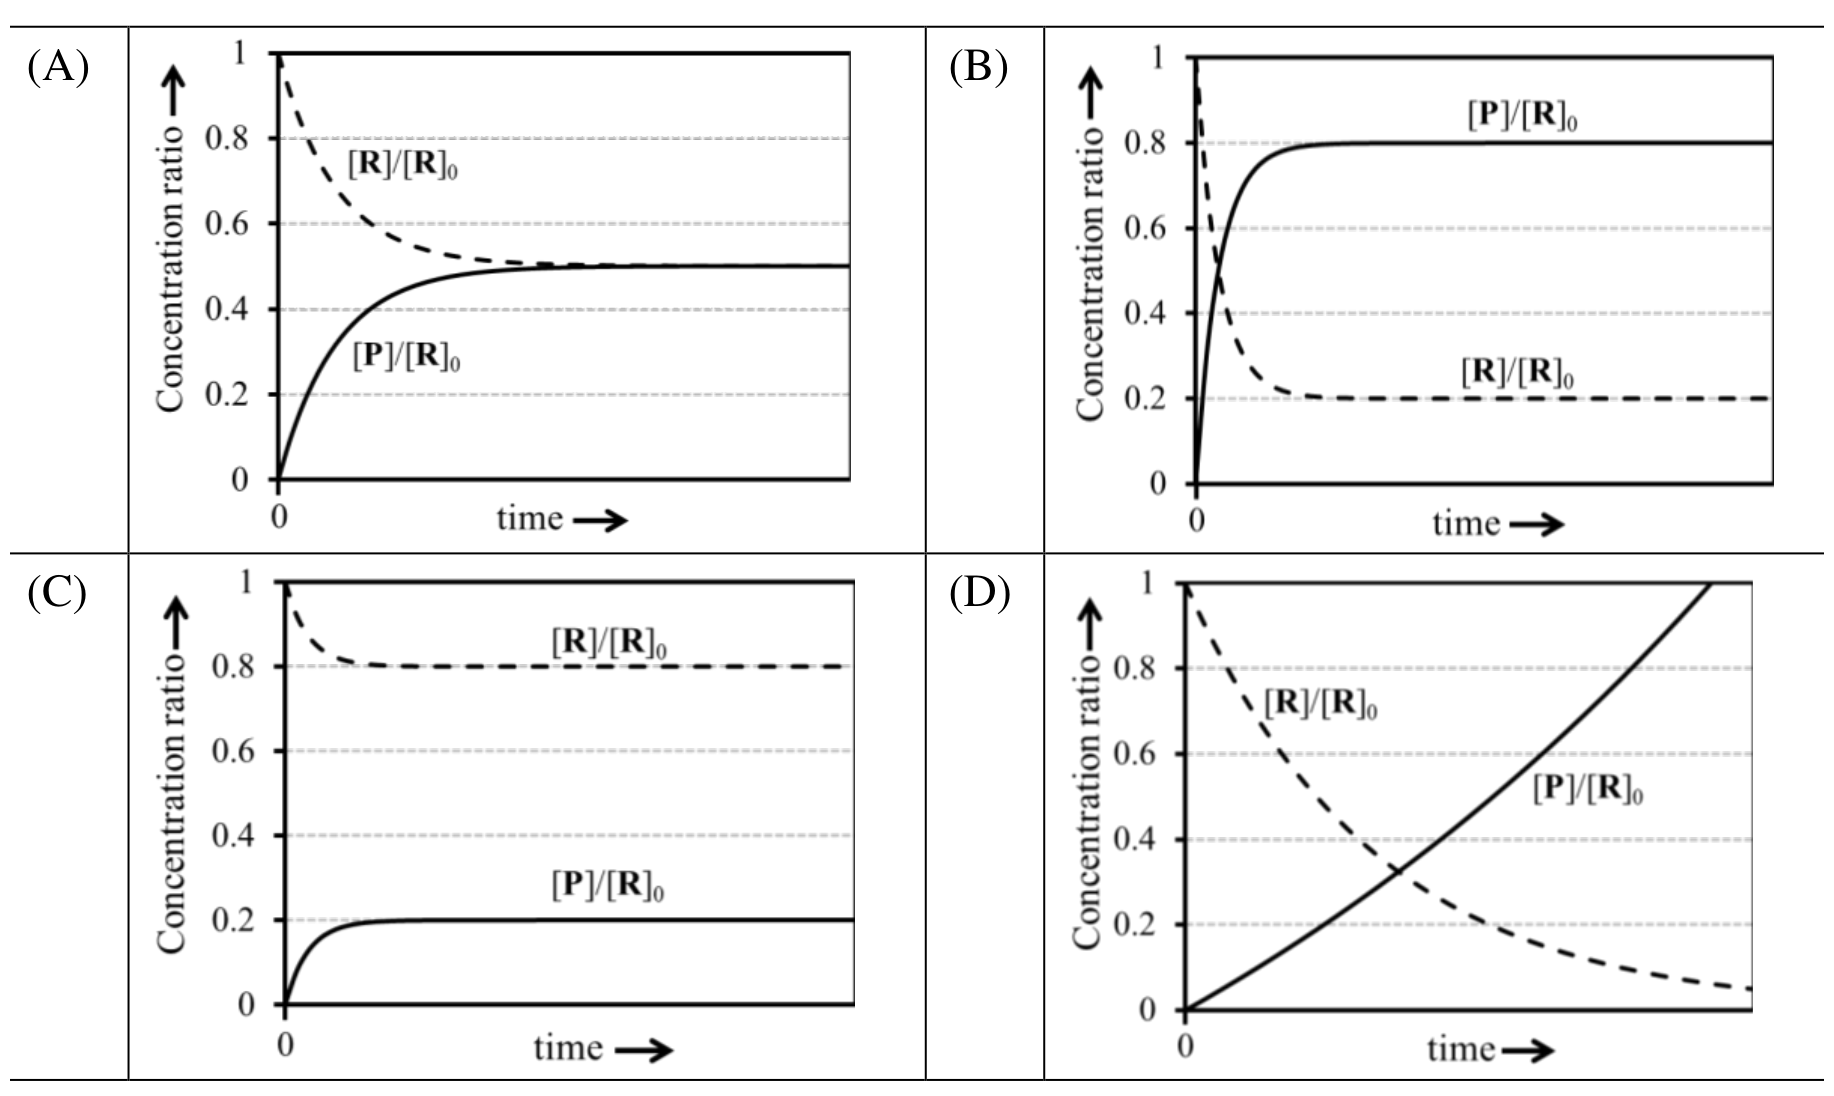 (A)
Concentration ratio
1
0.8
0.6
0.4
0.2
0
[R]/[R]₀
[P]/[R]₀
0
time
(B)
Concentration ratio
1
0.8
0.6
0.4
0.2
0
[P]/[R]₀
[R]/[R]₀
0
time
(C)
Concentration ratio
1
0.8
0.6
0.4
0.2
0
[R]/[R]₀
[P]/[R]₀
0
time
(D)
Concentration ratio
1
0.8
0.6
0.4
0.2
0
[R]/[R]₀
[P]/[R]₀
0
time